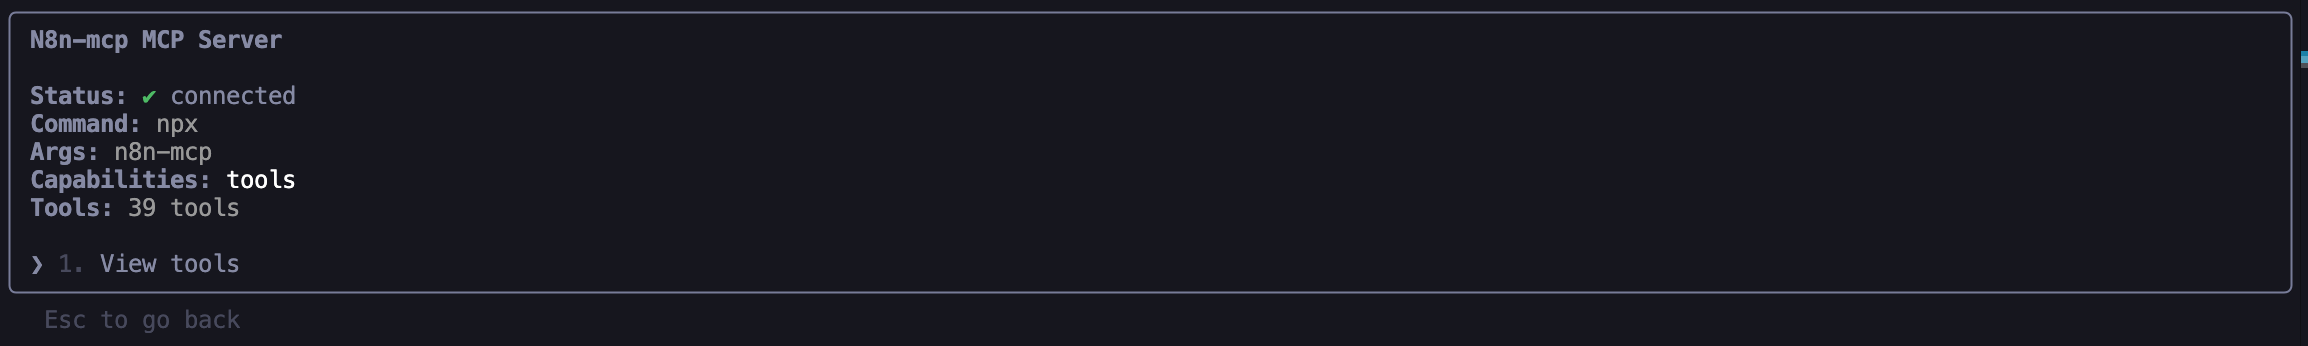 N8n-mcp MCP Server
Status: ✔ connected
Command: npx
Args: n8n-mcp
Capabilities: tools
Tools: 39 tools
❯ 1. View tools
Esc to go back